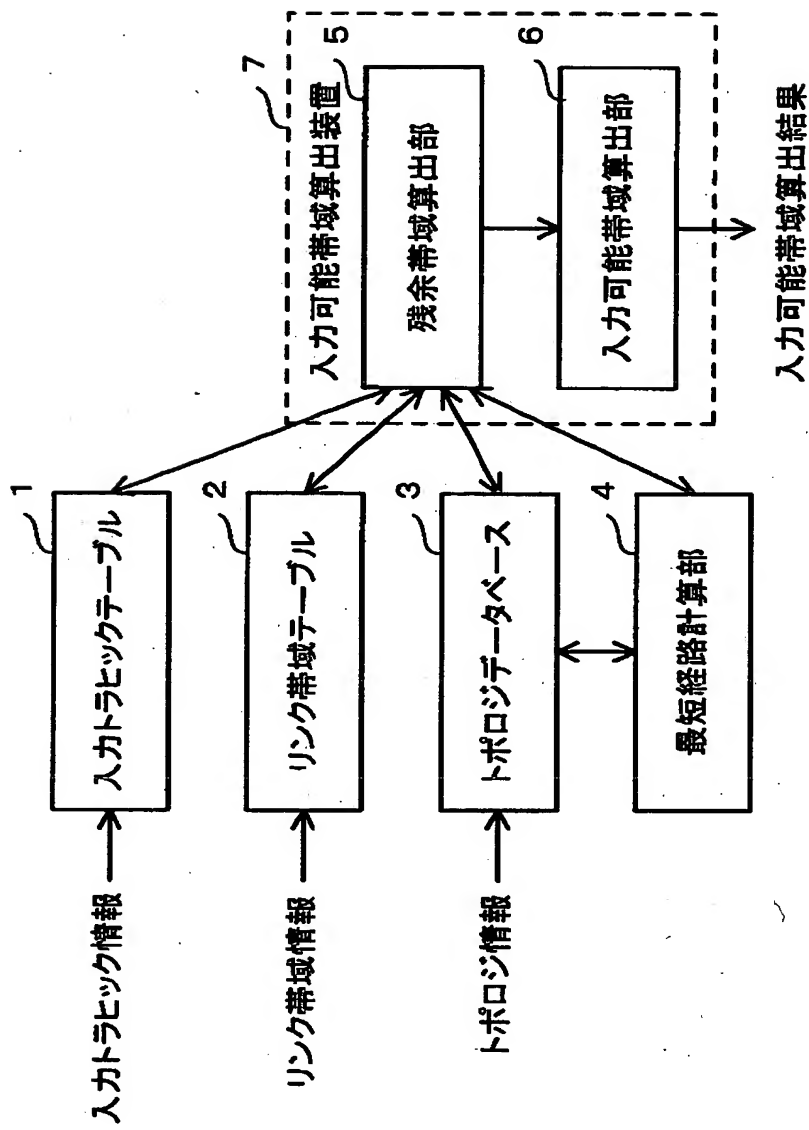 入力トラヒック情報
1
入力トラヒックテーブル
リンク帯域情報
2
リンク帯域テーブル
トポロジ情報
3
トポロジデータベース
4
最短経路計算部
7
入力可能帯域算出装置
5
残余帯域算出部
6
入力可能帯域算出部
入力可能帯域算出結果